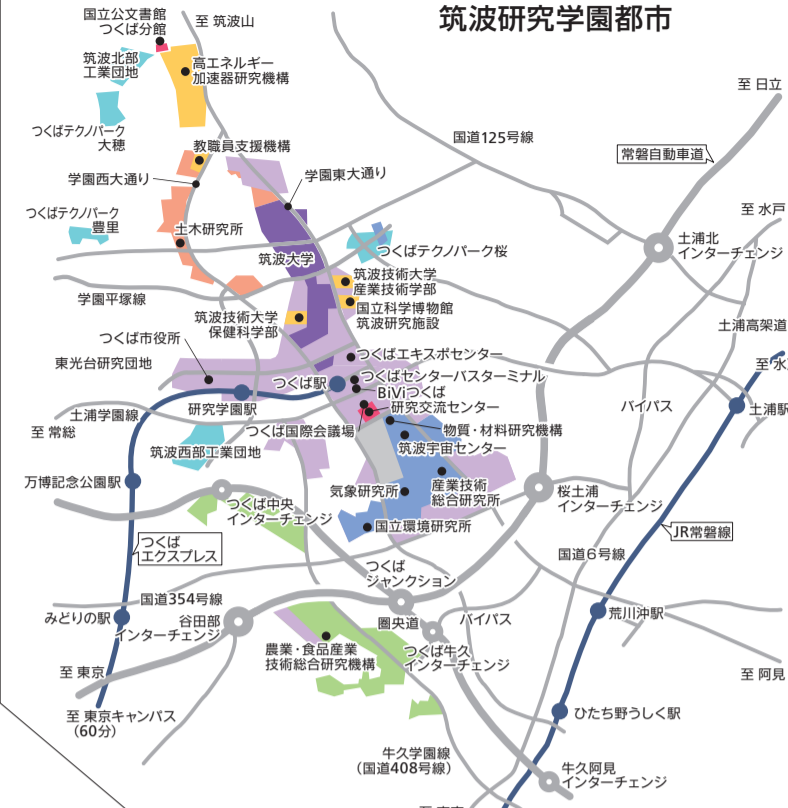 筑波研究学園都市
国立公文書館
つくば分館
至 筑波山
筑波北部
工業団地
高エネルギー
加速器研究機構
至 日立
つくばテクノパーク
大穂
国道125号線
教職員支援機構
常磐自動車道
学園西大通り
学園東大通り
つくばテクノパーク
豊里
土木研究所
至 水戸
筑波大学
つくばテクノパーク桜
土浦北
インターチェンジ
筑波技術大学
産業技術学部
学園平塚線
筑波技術大学
保健科学部
国立科学博物館
筑波研究施設
土浦高架道
つくば市役所
東光台研究団地
つくばエキスポセンター
至 水
つくば駅
つくばセンターバスターミナル
BiViつくば
研究学園駅
研究交流センター
バイパス
土浦駅
土浦学園線
至 常総
つくば国際会議場
物質・材料研究機構
筑波西部工業団地
筑波宇宙センター
万博記念公園駅
気象研究所
産業技術
総合研究所
桜土浦
インターチェンジ
つくば中央
インターチェンジ
国立環境研究所
JR常磐線
つくば
エクスプレス
国道6号線
つくば
ジャンクション
国道354号線
みどりの駅
谷田部
インターチェンジ
圏央道
バイパス
荒川沖駅
農業・食品産業
技術総合研究機構
つくば牛久
インターチェンジ
至 東京
至 阿見
至 東京キャンパス
(60分)
ひたち野うしく駅
牛久学園線
(国道408号線)
牛久阿見
インターチェンジ